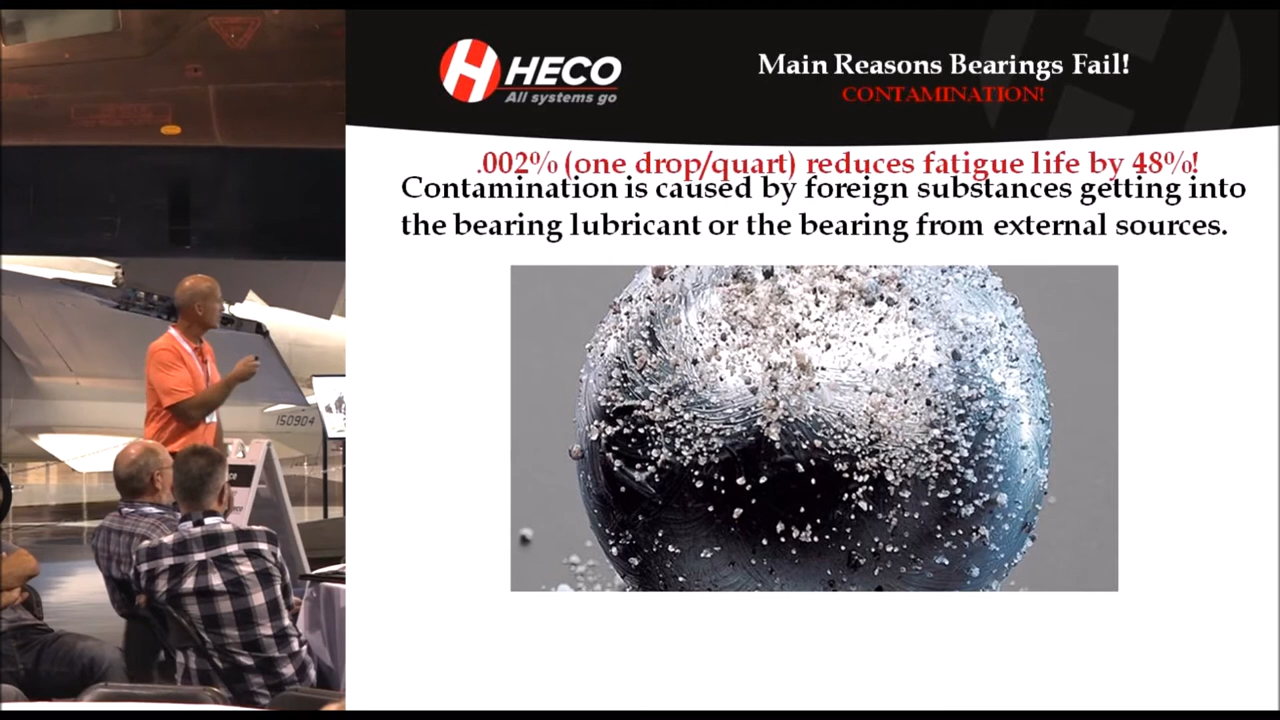 HECO
All systems go
Main Reasons Bearings Fail!
CONTAMINATION!
.002% (one drop/quart) reduces fatigue life by 48%!
Contamination is caused by foreign substances getting into
the bearing lubricant or the bearing from external sources.
150904